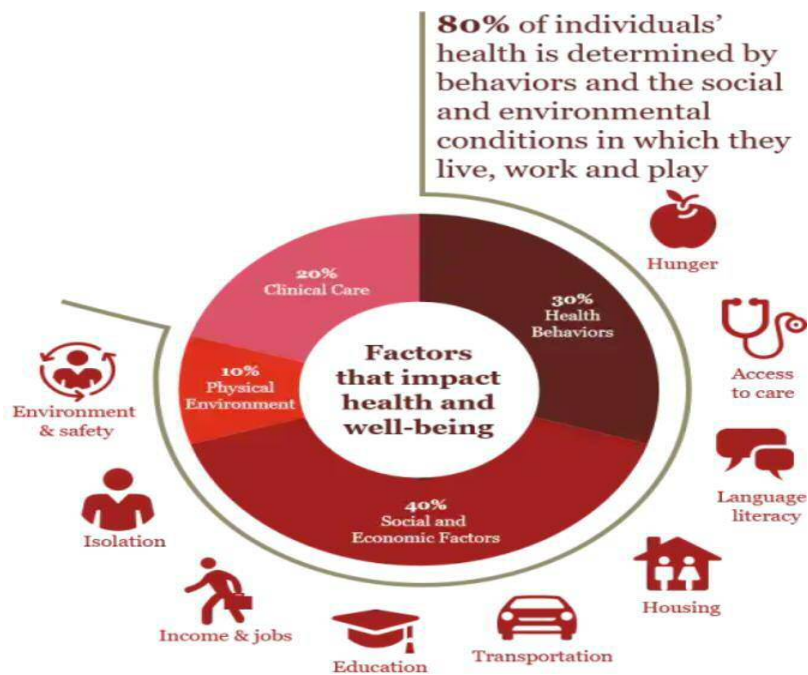 80% of individuals’
health is determined by
behaviors and the social
and environmental
conditions in which they
live, work and play
Hunger
20%
Clinical Care
30%
Health
Behaviors
Access
to care
10%
Physical
Environment
Factors
that impact
health and
well-being
Environment
& safety
Language
literacy
40%
Social and
Economic Factors
Isolation
Housing
Income & jobs
Transportation
Education